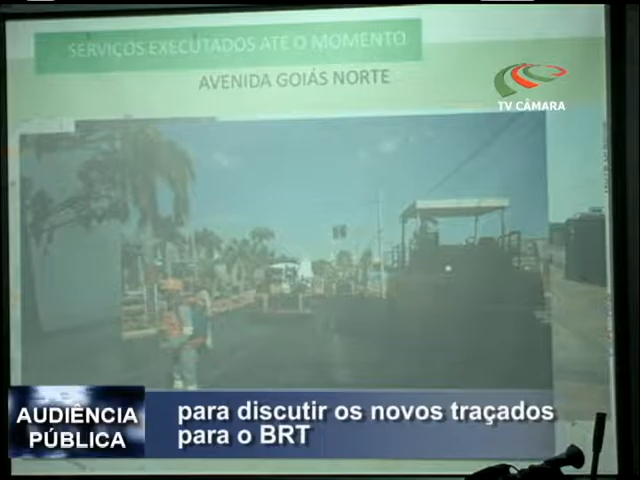 SERVIÇOS EXECUTADOS ATÉ O MOMENTO
AVENIDA GOIÁS NORTE
TV CÂMARA
AUDIÊNCIA
PÚBLICA
para discutir os novos traçados
para o BRT